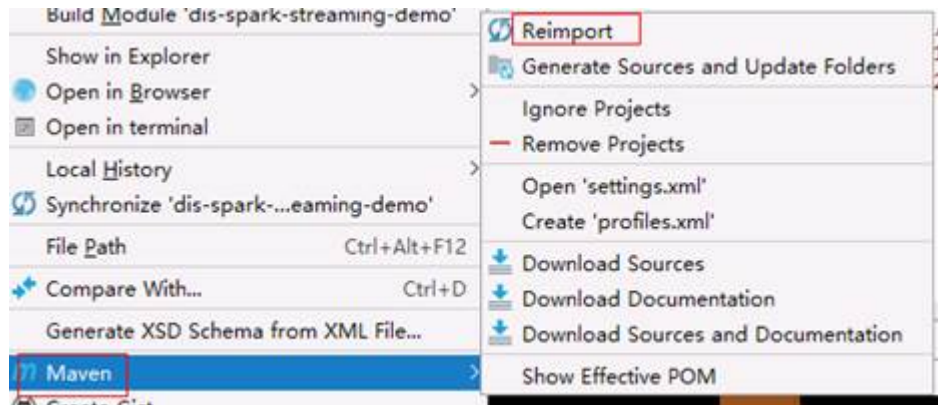 Build Module 'dis-spark-streaming-demo'
Show in Explorer
Open in Browser
Open in terminal
Local History
Synchronize 'dis-spark-...eaming-demo'
File Path Ctrl+Alt+F12
Compare With... Ctrl+D
Generate XSD Schema from XML File...
Maven
Create Gist
Reimport
Generate Sources and Update Folders
Ignore Projects
Remove Projects
Open 'settings.xml'
Create 'profiles.xml'
Download Sources
Download Documentation
Download Sources and Documentation
Show Effective POM